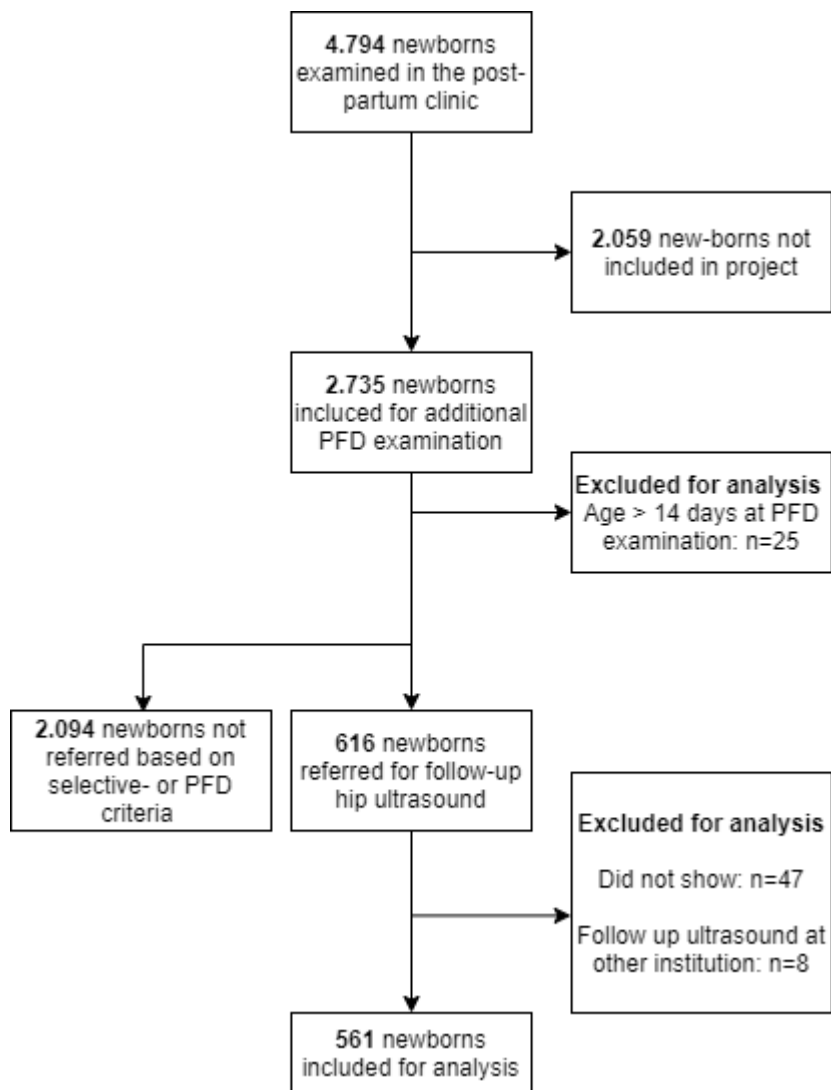 4.794 newborns
examined in the post-
partum clinic
2.059 new-borns not
included in project
2.735 newborns
incluced for additional
PFD examination
Excluded for analysis
Age > 14 days at PFD
examination: n=25
2.094 newborns not
referred based on
selective- or PFD
criteria
616 newborns
referred for follow-up
hip ultrasound
Excluded for analysis
Did not show: n=47
Follow up ultrasound at
other institution: n=8
561 newborns
included for analysis